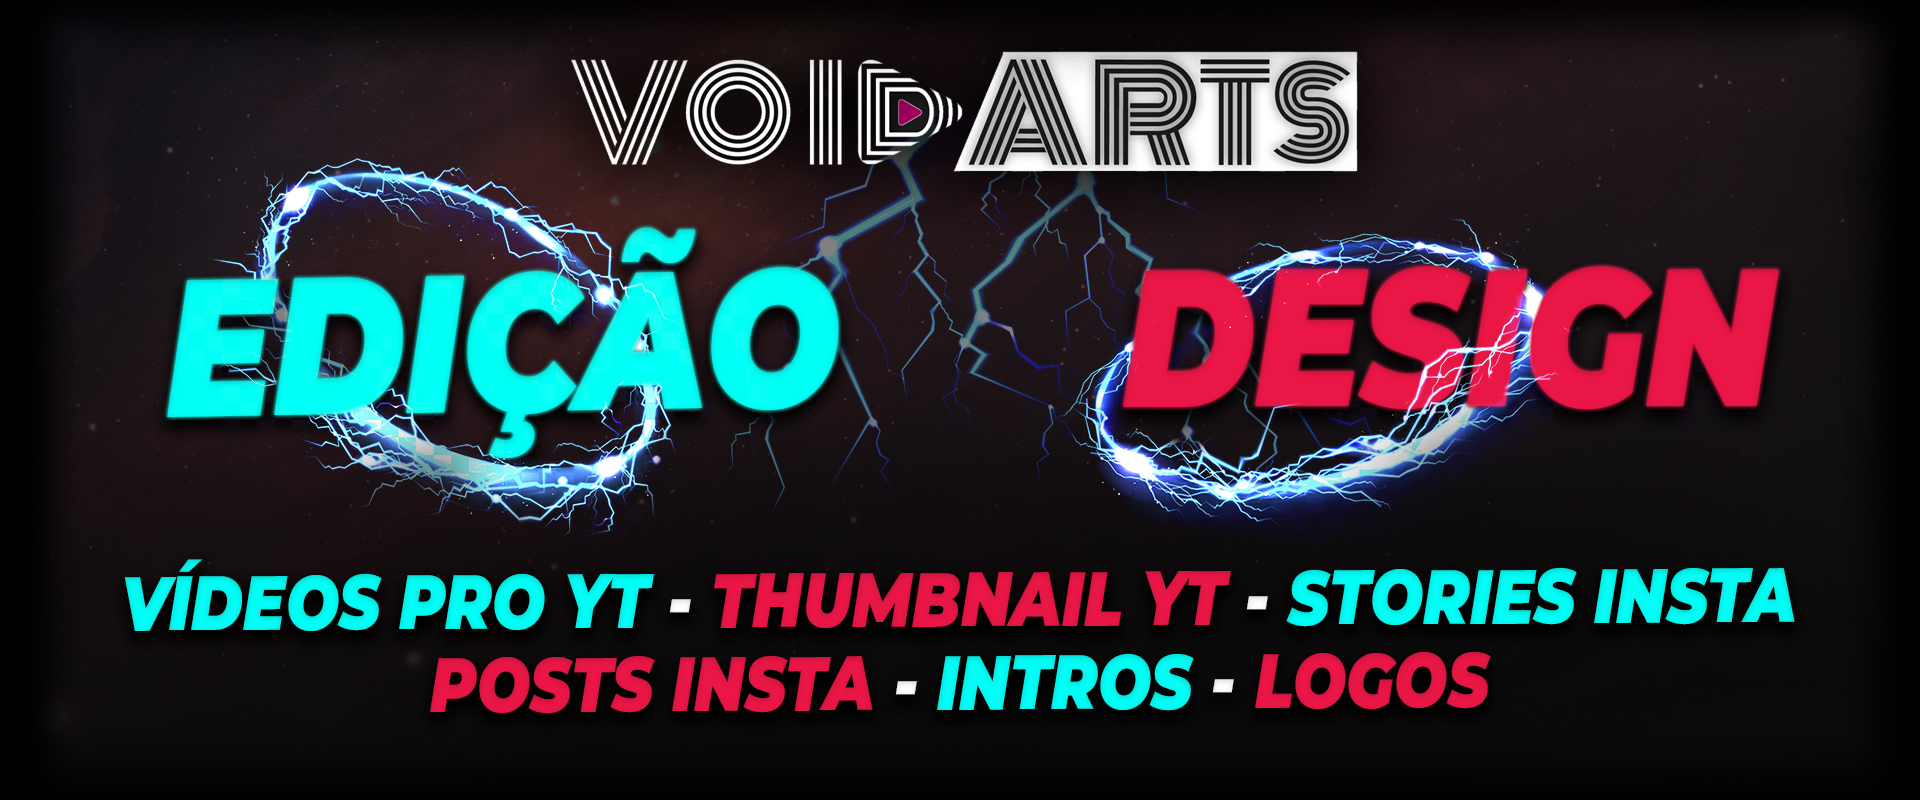 VOID ARTS
EDIÇÃO DESIGN
VÍDEOS PRO YT - THUMBNAIL YT - STORIES INSTA
POSTS INSTA - INTROS - LOGOS